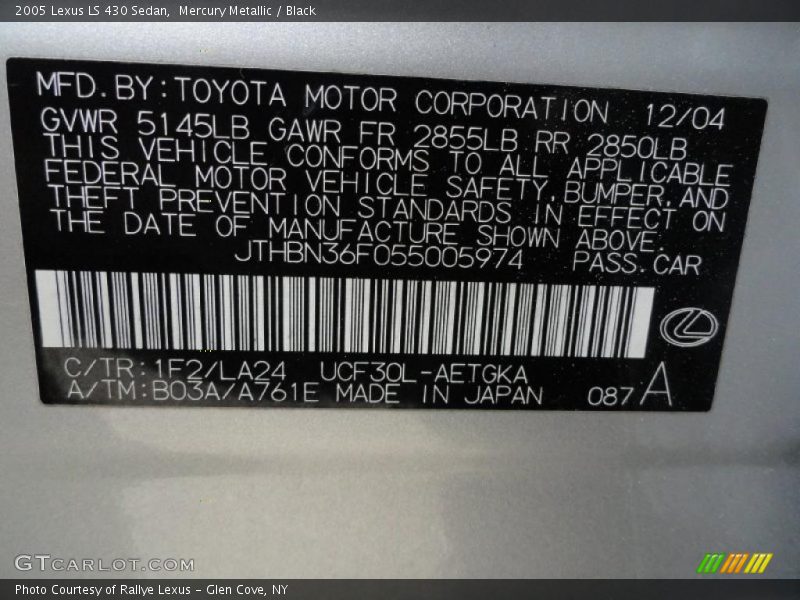 2005 Lexus LS 430 Sedan,  Mercury Metallic / Black
MFD. BY: TOYOTA MOTOR CORPORATION 12/04
GVWR 5145LB GAWR FR 2855LB RR 2850LB
THIS VEHICLE CONFORMS TO ALL APPLICABLE
FEDERAL MOTOR VEHICLE SAFETY, BUMPER, AND
THEFT PREVENTION STANDARDS IN EFFECT ON
THE DATE OF MANUFACTURE SHOWN ABOVE.
JTHBN36F055005974 PASS. CAR
C/TR: 1F2/LA24 UCF30L-AETGKA
A/TM: B03A/A761E MADE IN JAPAN 087 A
GTCARLOT.COM
Photo Courtesy of Rallye Lexus - Glen Cove, NY